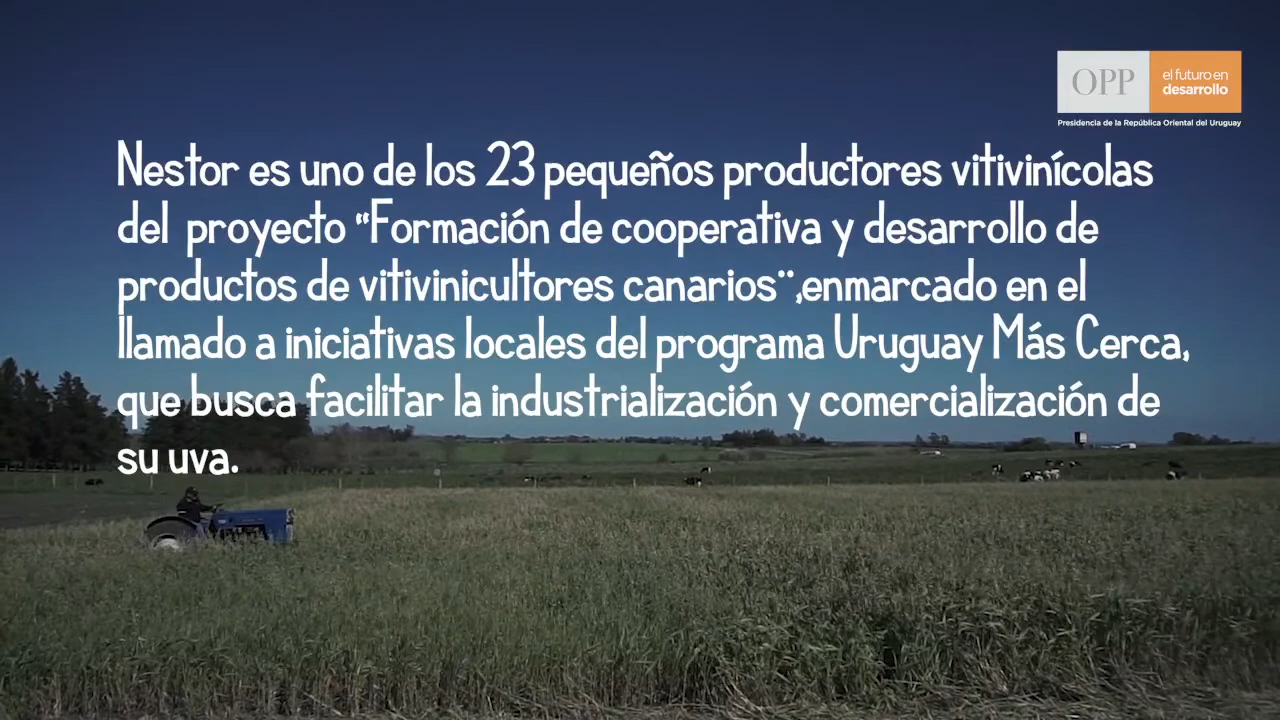 OPP
el futuro en
desarrollo
Presidencia de la República Oriental del Uruguay
Nestor es uno de los 23 pequeños productores vitivinícolas
del proyecto “Formación de cooperativa y desarrollo de
productos de vitivinicultores canarios¨,enmarcado en el
llamado a iniciativas locales del programa Uruguay Más Cerca,
que busca facilitar la industrialización y comercialización de
su uva.